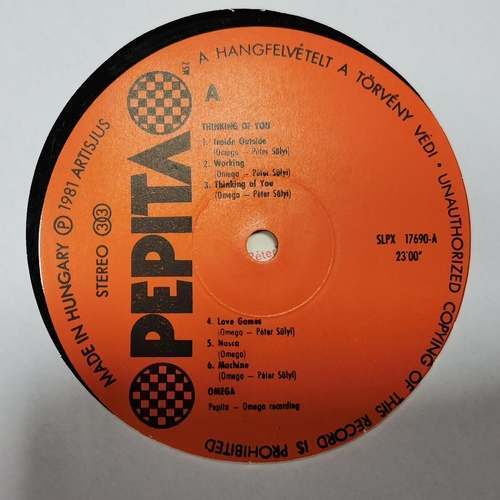 A HANGFELVÉTELT A TÖRVÉNY VÉDI • UNAUTHORIZED COPYING OF THIS RECORD IS PROHIBITED
MADE IN HUNGARY Ⓟ 1981 ARTISJUS
STEREO 33
PEPITA
MSZ
A
THINKING OF YOU
1. Inside Outside
(Omega – Péter Sülyi)
2. Working
(Omega – Péter Sülyi)
3. Thinking of You
(Omega – Péter Sülyi)
SLPX 17690-A
23'00"
Péter
4. Love Games
(Omega – Péter Sülyi)
5. Nasca
(Omega)
6. Machine
(Omega – Péter Sülyi)
OMEGA
Pepita – Omega recording